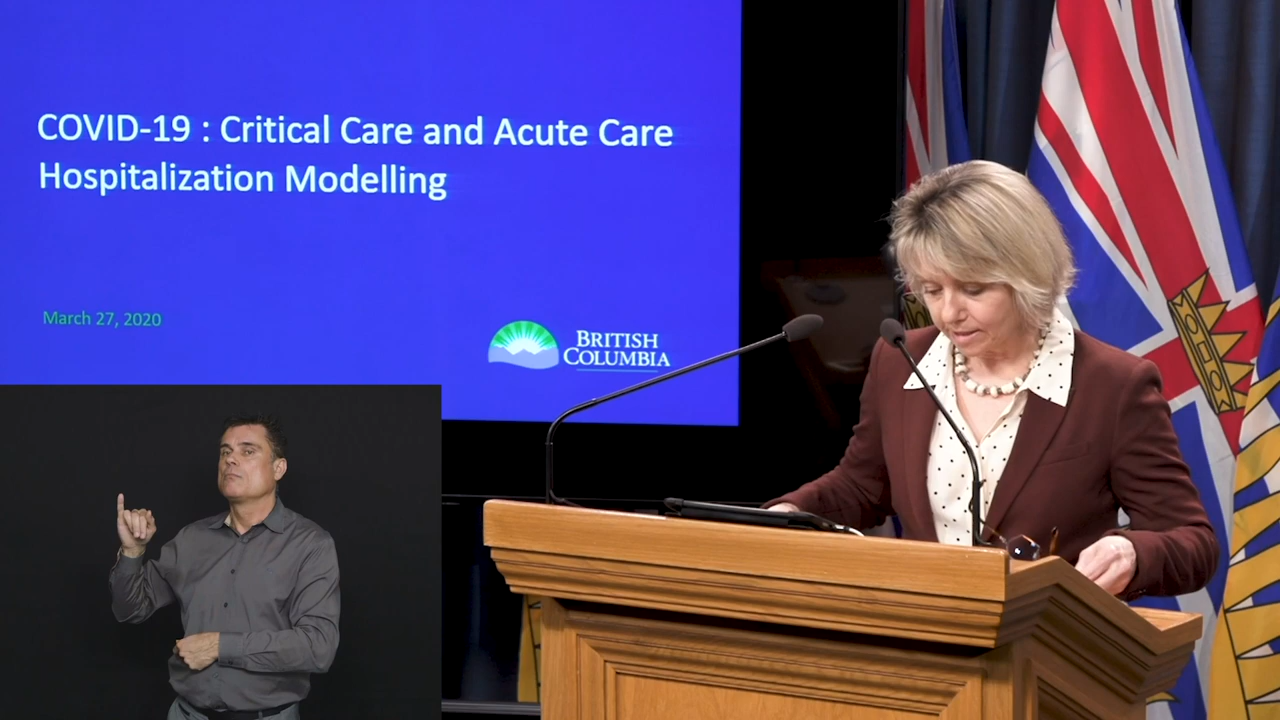 COVID-19 : Critical Care and Acute Care
Hospitalization Modelling
March 27, 2020
BRITISH
COLUMBIA